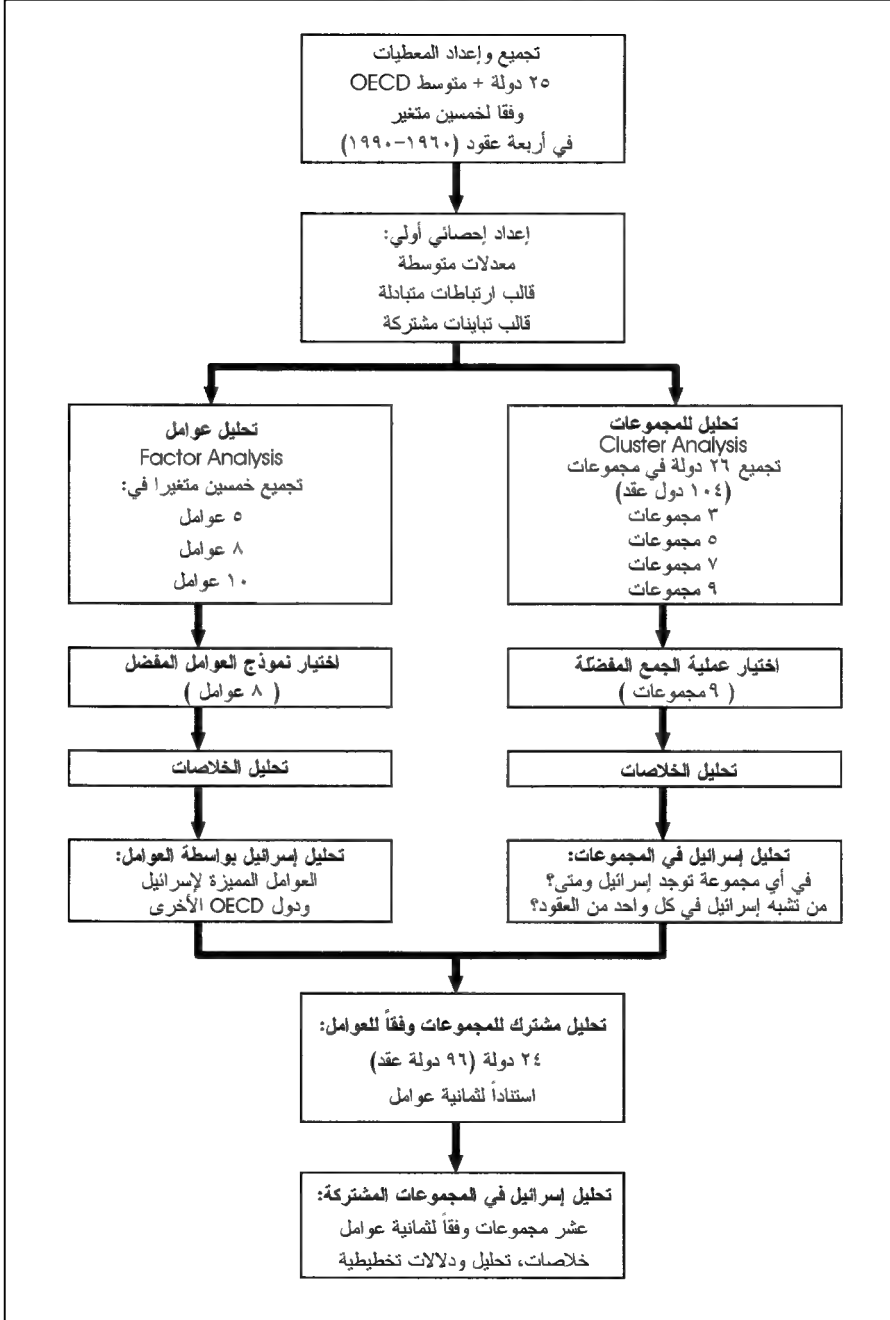 تجميع وإعداد المعطيات
٢٥ دولة + متوسط OECD
وفقا لخمسين متغير
في أربعة عقود (١٩٦٠-١٩٩٠)
إعداد إحصائي أولي:
معدلات متوسطة
قالب ارتباطات متبادلة
قالب تباينات مشتركة
تحليل للمجموعات
Cluster Analysis
تجميع ٢٦ دولة في مجموعات
(١٠٤ دول عقد)
٣ مجموعات
٥ مجموعات
٧ مجموعات
٩ مجموعات
تحليل عوامل
Factor Analysis
تجميع خمسين متغيرا في:
٥ عوامل
٨ عوامل
١٠ عوامل
اختيار عملية الجمع المفضلة
( ٩ مجموعات )
اختيار نموذج العوامل المفضل
( ٨ عوامل )
تحليل الخلاصات
تحليل الخلاصات
تحليل إسرائيل في المجموعات:
في أي مجموعة توجد إسرائيل ومتى؟
من تشبه إسرائيل في كل واحد من العقود؟
تحليل إسرائيل بواسطة العوامل:
العوامل المميزة لإسرائيل
ودول OECD الأخرى
تحليل مشترك للمجموعات وفقاً للعوامل:
٢٤ دولة (٩٦ دولة عقد)
استناداً لثمانية عوامل
تحليل إسرائيل في المجموعات المشتركة:
عشر مجموعات وفقاً لثمانية عوامل
خلاصات، تحليل ودلالات تخطيطية